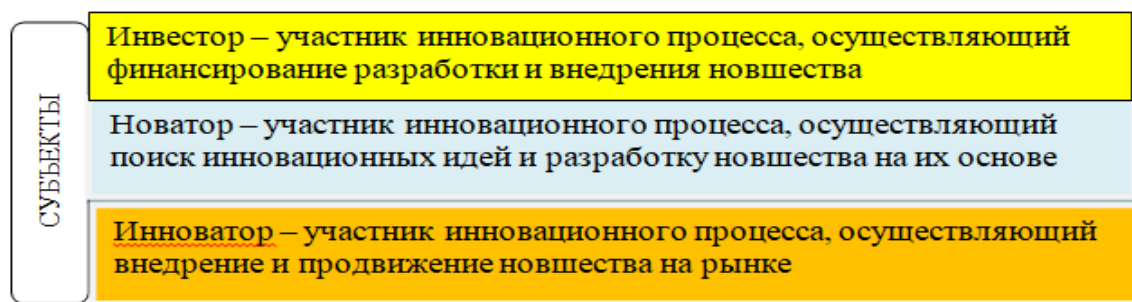 СУБЪЕКТЫ
Инвестор – участник инновационного процесса, осуществляющий
финансирование разработки и внедрения новшества
Новатор – участник инновационного процесса, осуществляющий
поиск инновационных идей и разработку новшества на их основе
Инноватор – участник инновационного процесса, осуществляющий
внедрение и продвижение новшества на рынке